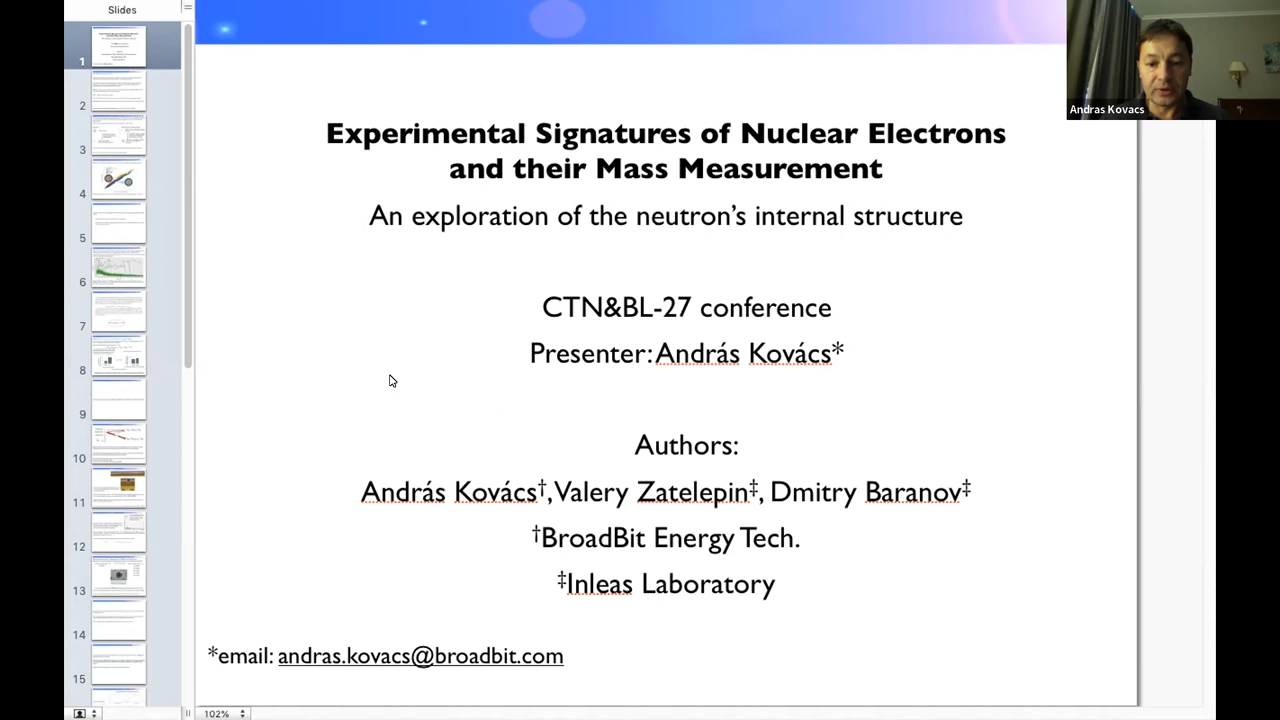 Slides
1
2
3
4
5
6
7
8
9
10
11
12
13
14
15
Experimental Signatures of Nuclear Electrons
and their Mass Measurement
An exploration of the neutron's internal structure
CTN&BL-27 conference
Presenter: András Kovács*
Authors:
András Kovács†, Valery Zatelepin‡, Dmitry Baranov‡
†BroadBit Energy Tech.
‡Inleas Laboratory
*email: andras.kovacs@broadbit.com
102%
Andras Kovacs